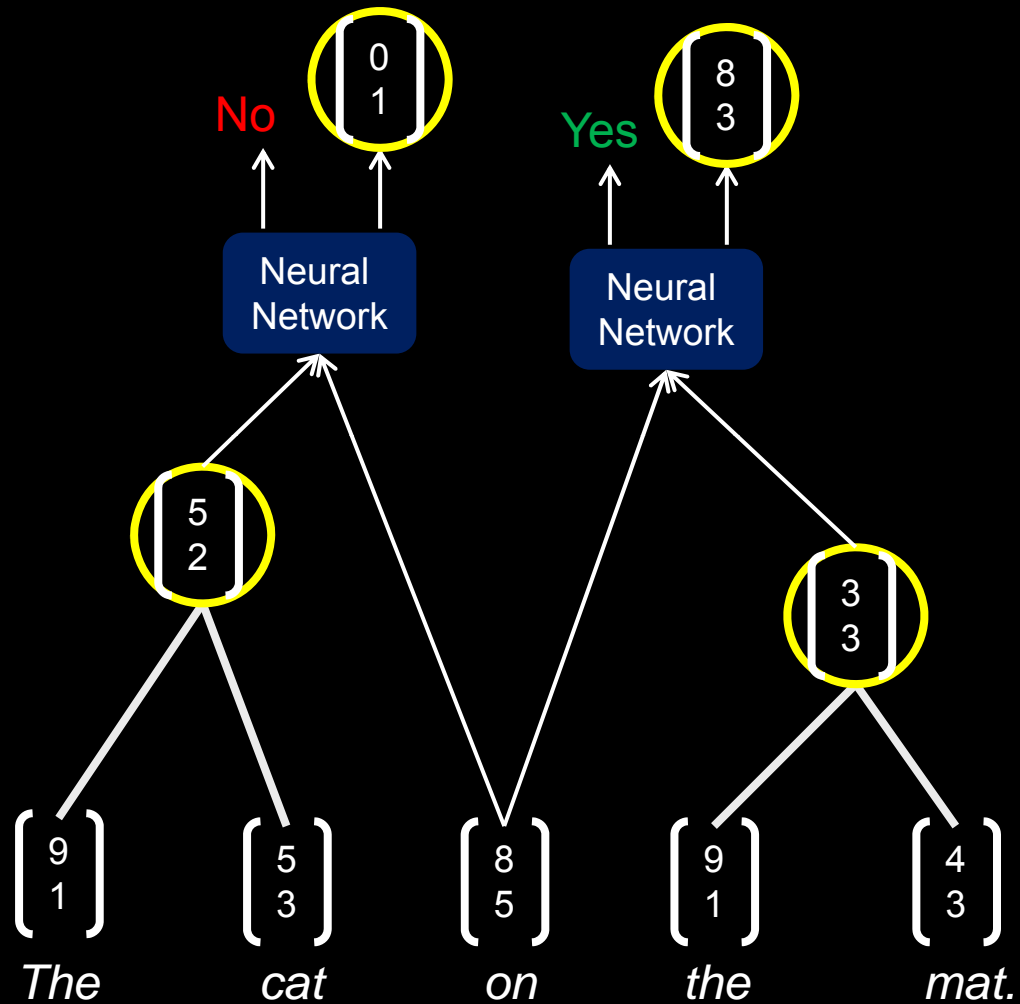 0
1
8
3
No
Yes
Neural
Network
Neural
Network
5
2
3
3
9
1
5
3
8
5
9
1
4
3
The cat on the mat.